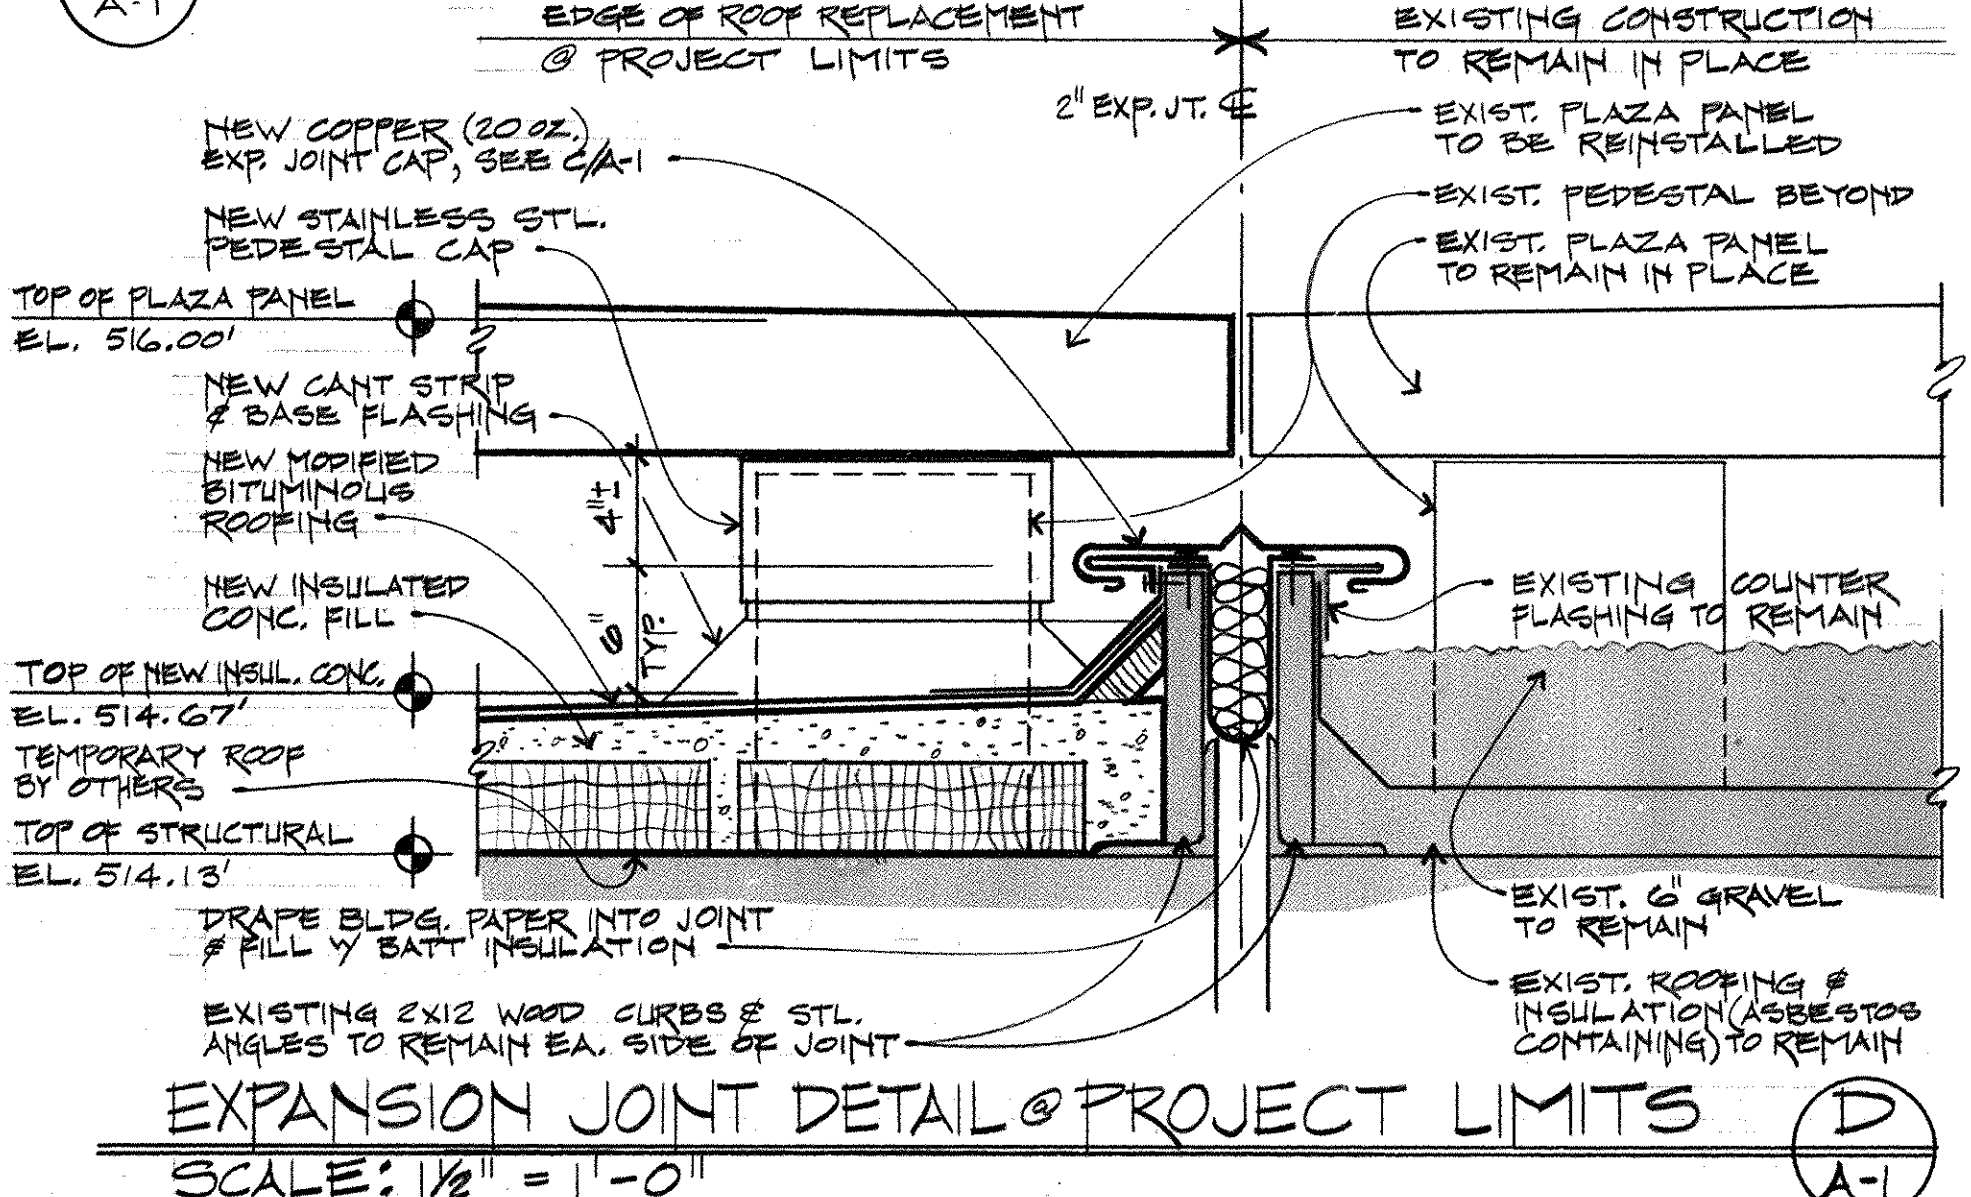 A-1
EDGE OF ROOF REPLACEMENT
@ PROJECT LIMITS
EXISTING CONSTRUCTION
TO REMAIN IN PLACE
2" EXP. JT. ℄
NEW COPPER (20 OZ.)
EXP. JOINT CAP, SEE C/A-1
NEW STAINLESS STL.
PEDESTAL CAP
TOP OF PLAZA PANEL
EL. 516.00'
NEW CANT STRIP
& BASE FLASHING
NEW MODIFIED
BITUMINOUS
ROOFING
NEW INSULATED
CONC. FILL
TOP OF NEW INSUL. CONC.
EL. 514.67'
TEMPORARY ROOF
BY OTHERS
TOP OF STRUCTURAL
EL. 514.13'
4"±
6"
TYP.
EXIST. PLAZA PANEL
TO BE REINSTALLED
EXIST. PEDESTAL BEYOND
EXIST. PLAZA PANEL
TO REMAIN IN PLACE
EXISTING COUNTER
FLASHING TO REMAIN
EXIST. 6" GRAVEL
TO REMAIN
EXIST. ROOFING &
INSULATION (ASBESTOS
CONTAINING) TO REMAIN
DRAPE BLDG. PAPER INTO JOINT
& FILL W/ BATT INSULATION
EXISTING 2X12 WOOD CURBS & STL.
ANGLES TO REMAIN EA. SIDE OF JOINT
EXPANSION JOINT DETAIL @ PROJECT LIMITS
SCALE: 1½" = 1'-0"
D
A-1